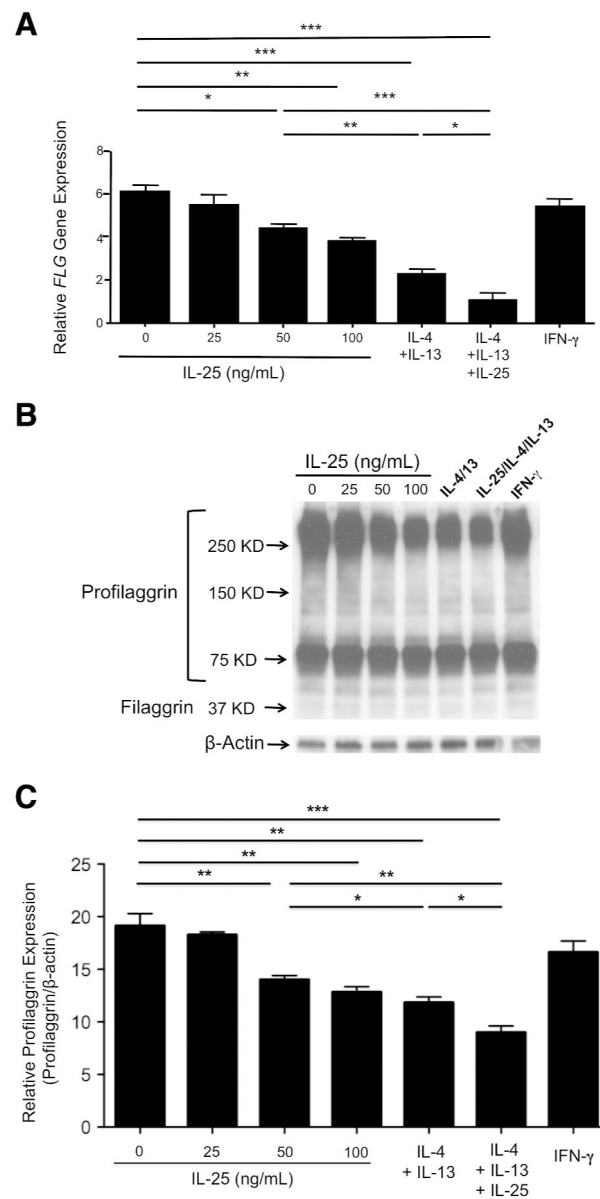 A
***
***
**
*
***
**
*
Relative FLG Gene Expression
8
6
4
2
0
0 25 50 100 IL-4 +IL-13 IL-4 +IL-13 +IL-25 IFN-γ
IL-25 (ng/mL)
B
IL-25 (ng/mL)
0 25 50 100 IL-4/13 IL-25/IL-4/IL-13 IFN-γ
250 KD
Profilaggrin 150 KD
75 KD
Filaggrin 37 KD
β-Actin
C
***
**
**
** **
* *
Relative Profilaggrin Expression
(Profilaggrin/β-actin)
25
20
15
10
5
0
0 25 50 100 IL-4 + IL-13 IL-4 + IL-13 + IL-25 IFN-γ
IL-25 (ng/mL)